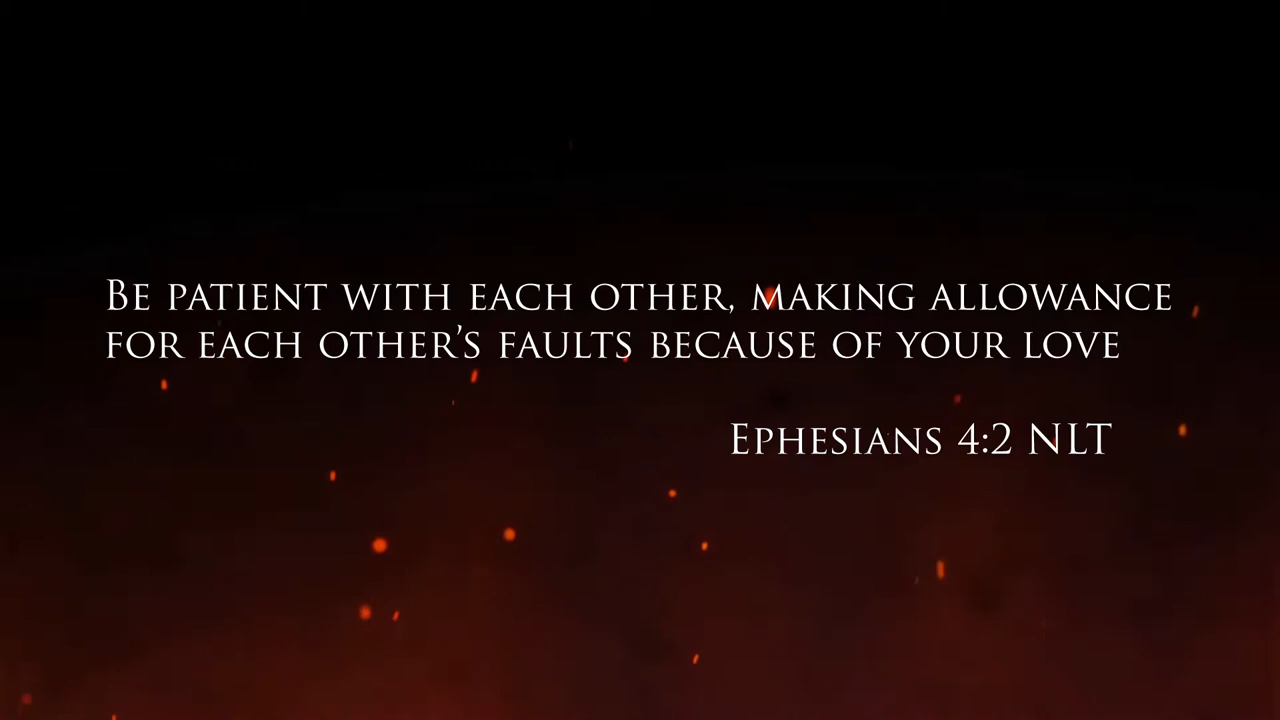 Be patient with each other, making allowance
for each other’s faults because of your love
Ephesians 4:2 NLT